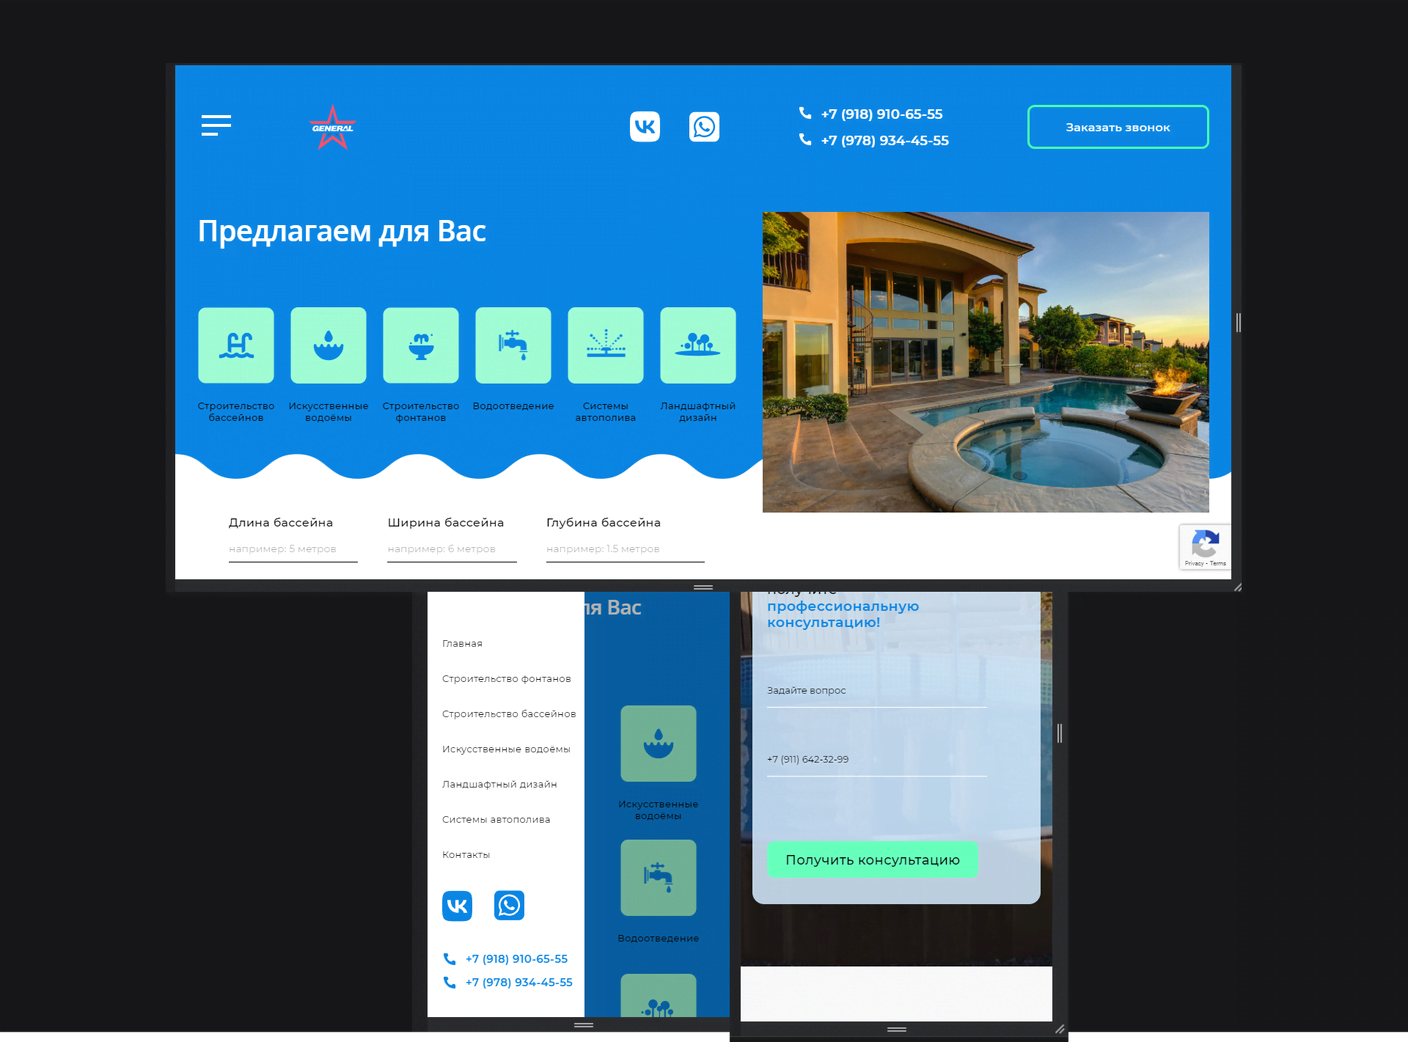 GENERAL
+7 (918) 910-65-55
+7 (978) 934-45-55
Заказать звонок
Предлагаем для Вас
Строительство
бассейнов
Искусственные
водоёмы
Строительство
фонтанов
Водоотведение
Системы
автополива
Ландшафтный
дизайн
Длина бассейна
Ширина бассейна
Глубина бассейна
например: 5 метров
например: 6 метров
например: 1.5 метров
Privacy - Terms
ля Вас
Главная
Строительство фонтанов
Строительство бассейнов
Искусственные водоёмы
Ландшафтный дизайн
Системы автополива
Контакты
+7 (918) 910-65-55
+7 (978) 934-45-55
Искусственные
водоёмы
Водоотведение
получите
профессиональную
консультацию!
Задайте вопрос
+7 (911) 642-32-99
Получить консультацию